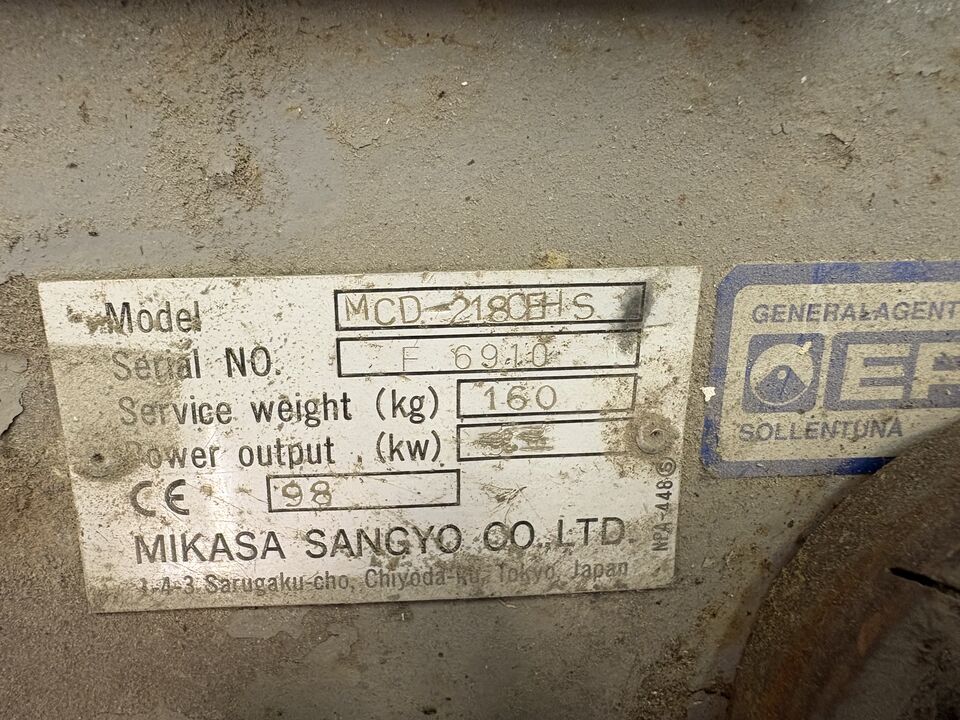 Model MCD-218CEHS
Serial NO. F 6910
Service weight (kg) 160
Power output (kw)
CE 98
MIKASA SANGYO CO.,LTD.
1-4-3, Sarugaku-cho, Chiyoda-ku, Tokyo, Japan
NPA-448 Ⓢ
GENERALAGENT
SOLLENTUNA